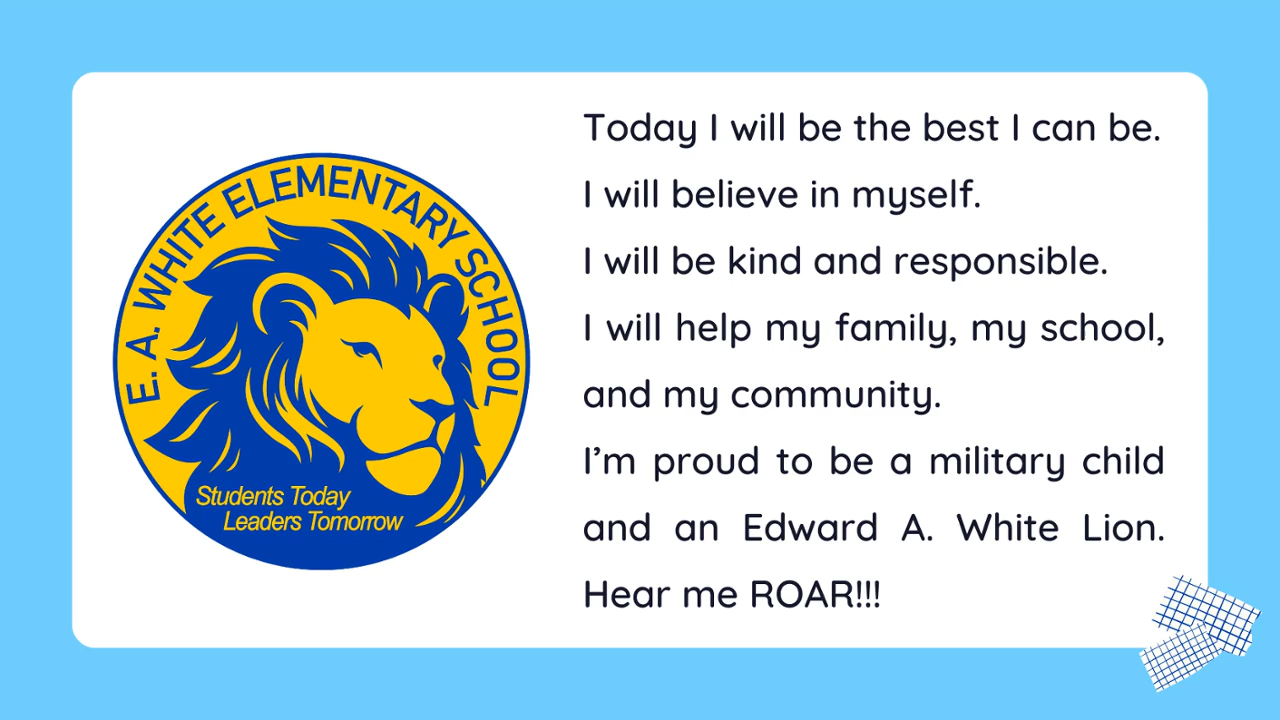 E. A. WHITE ELEMENTARY SCHOOL
Students Today
Leaders Tomorrow
Today I will be the best I can be.
I will believe in myself.
I will be kind and responsible.
I will help my family, my school,
and my community.
I’m proud to be a military child
and an Edward A. White Lion.
Hear me ROAR!!!